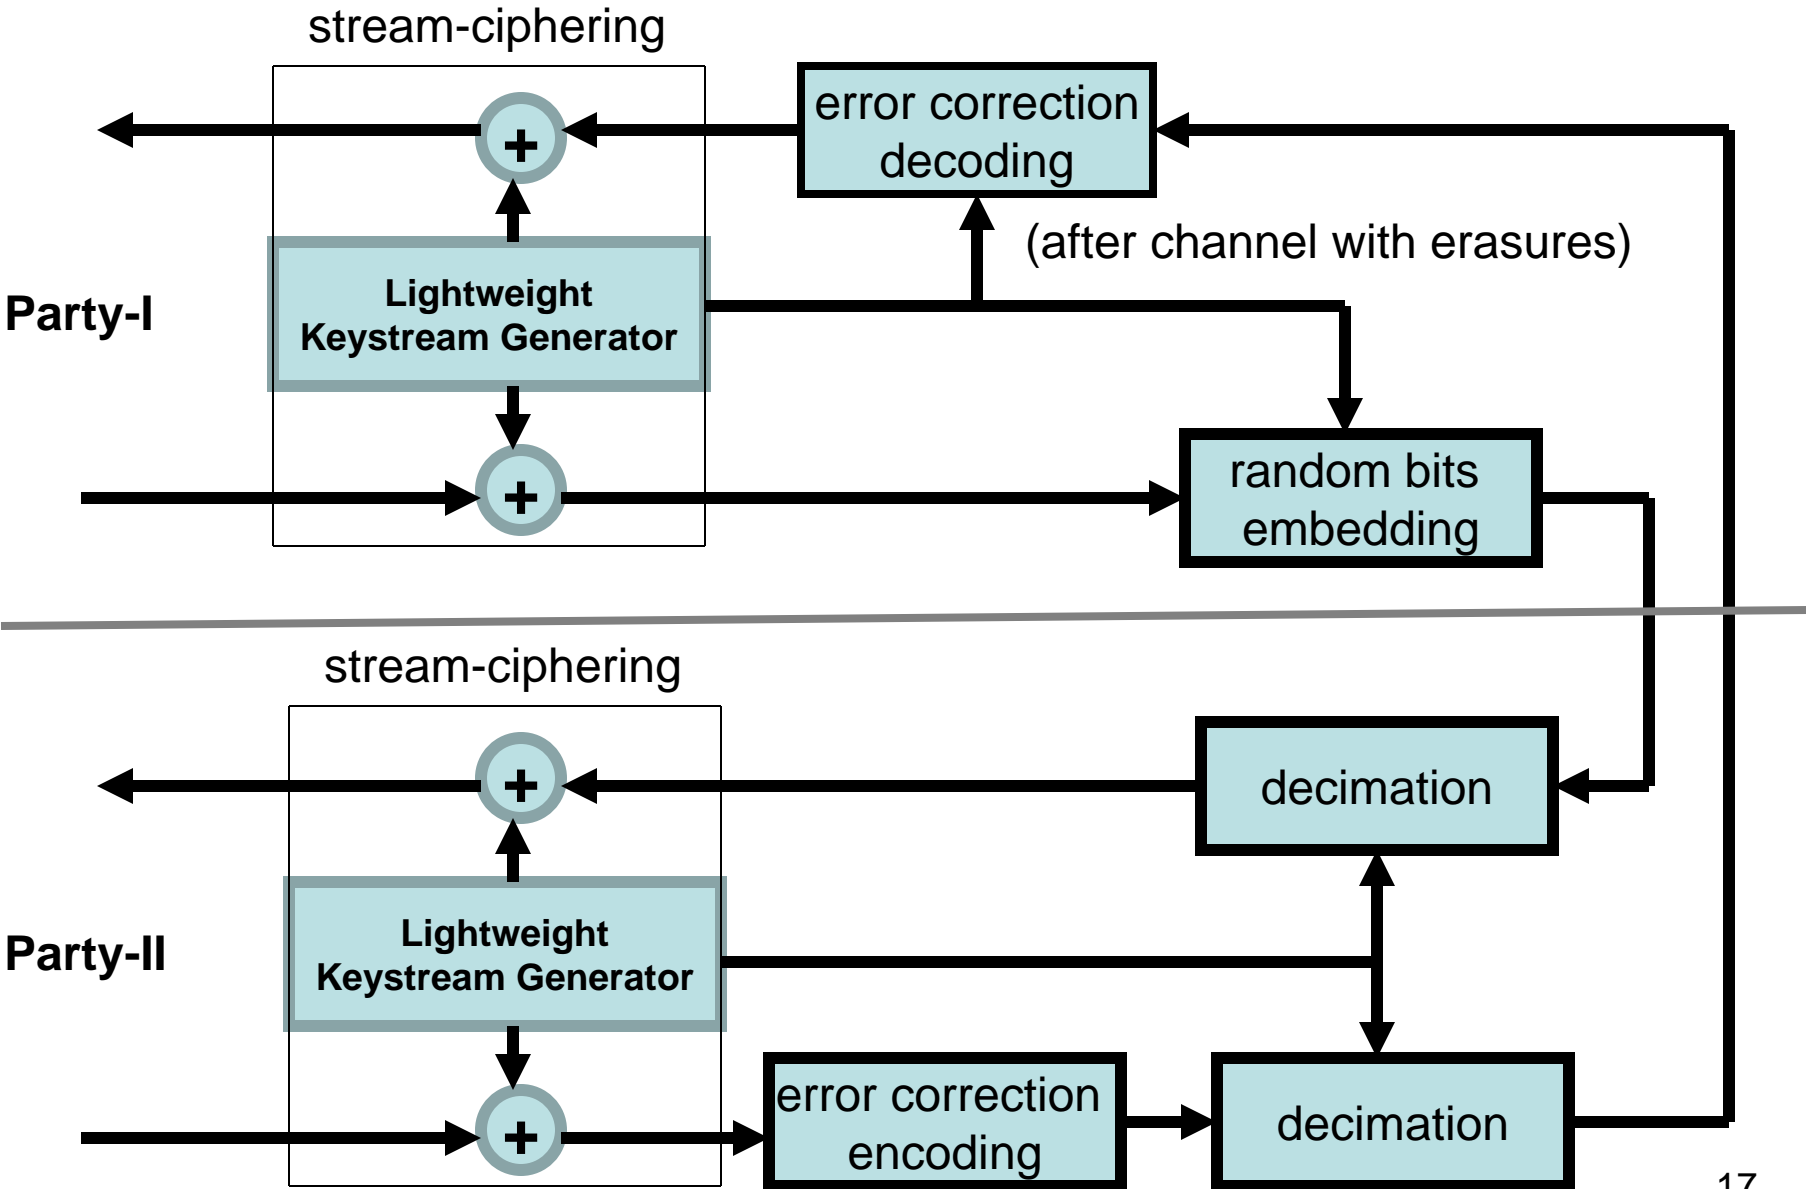 stream-ciphering
error correction
decoding
+
(after channel with erasures)
Lightweight
Keystream Generator
Party-I
random bits
embedding
+
stream-ciphering
decimation
+
Lightweight
Keystream Generator
Party-II
error correction
encoding
decimation
+
17